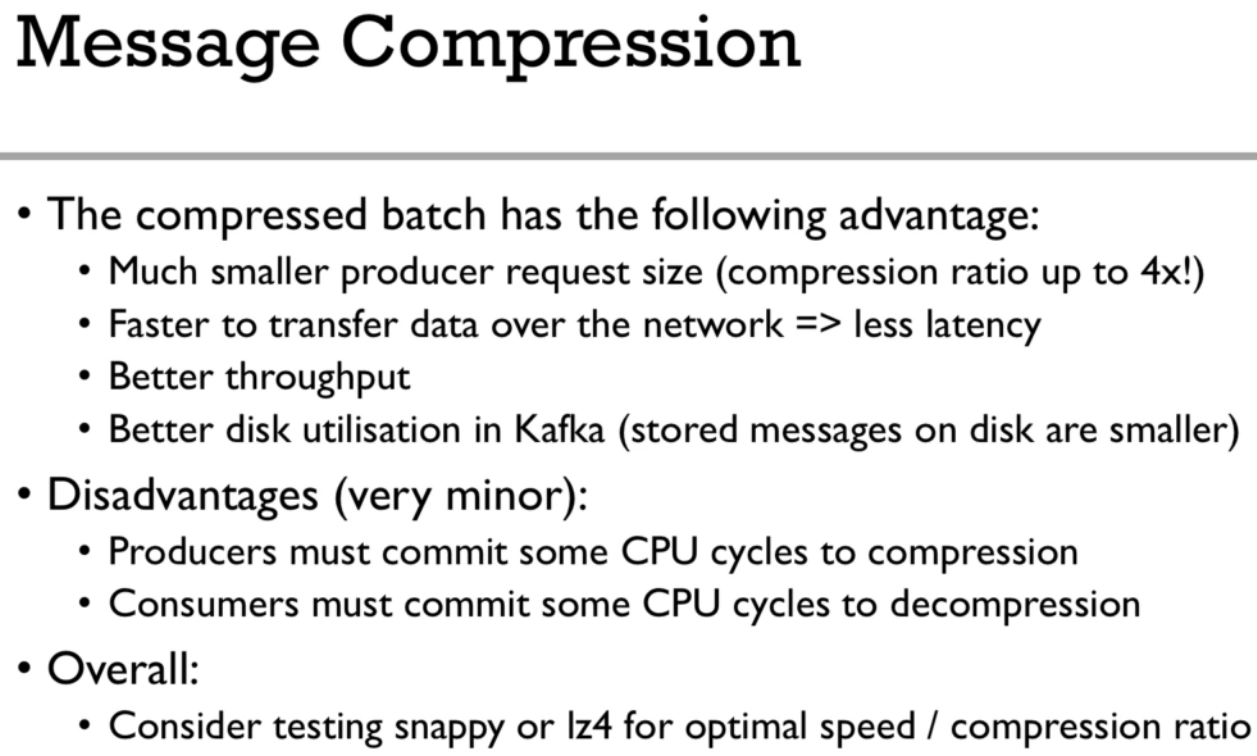 Message Compression
• The compressed batch has the following advantage:
• Much smaller producer request size (compression ratio up to 4x!)
• Faster to transfer data over the network => less latency
• Better throughput
• Better disk utilisation in Kafka (stored messages on disk are smaller)
• Disadvantages (very minor):
• Producers must commit some CPU cycles to compression
• Consumers must commit some CPU cycles to decompression
• Overall:
• Consider testing snappy or lz4 for optimal speed / compression ratio